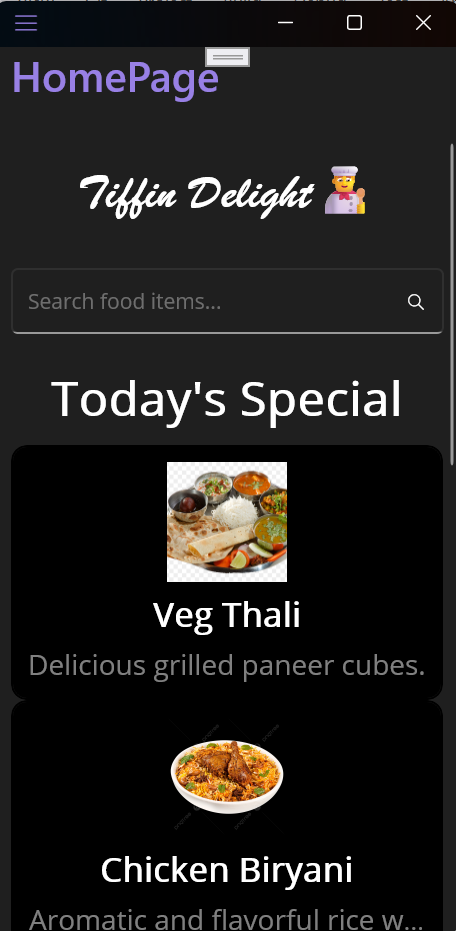 HomePage
Tiffin Delight
Search food items...
Today's Special
Veg Thali
Delicious grilled paneer cubes.
Chicken Biryani
Aromatic and flavorful rice w...